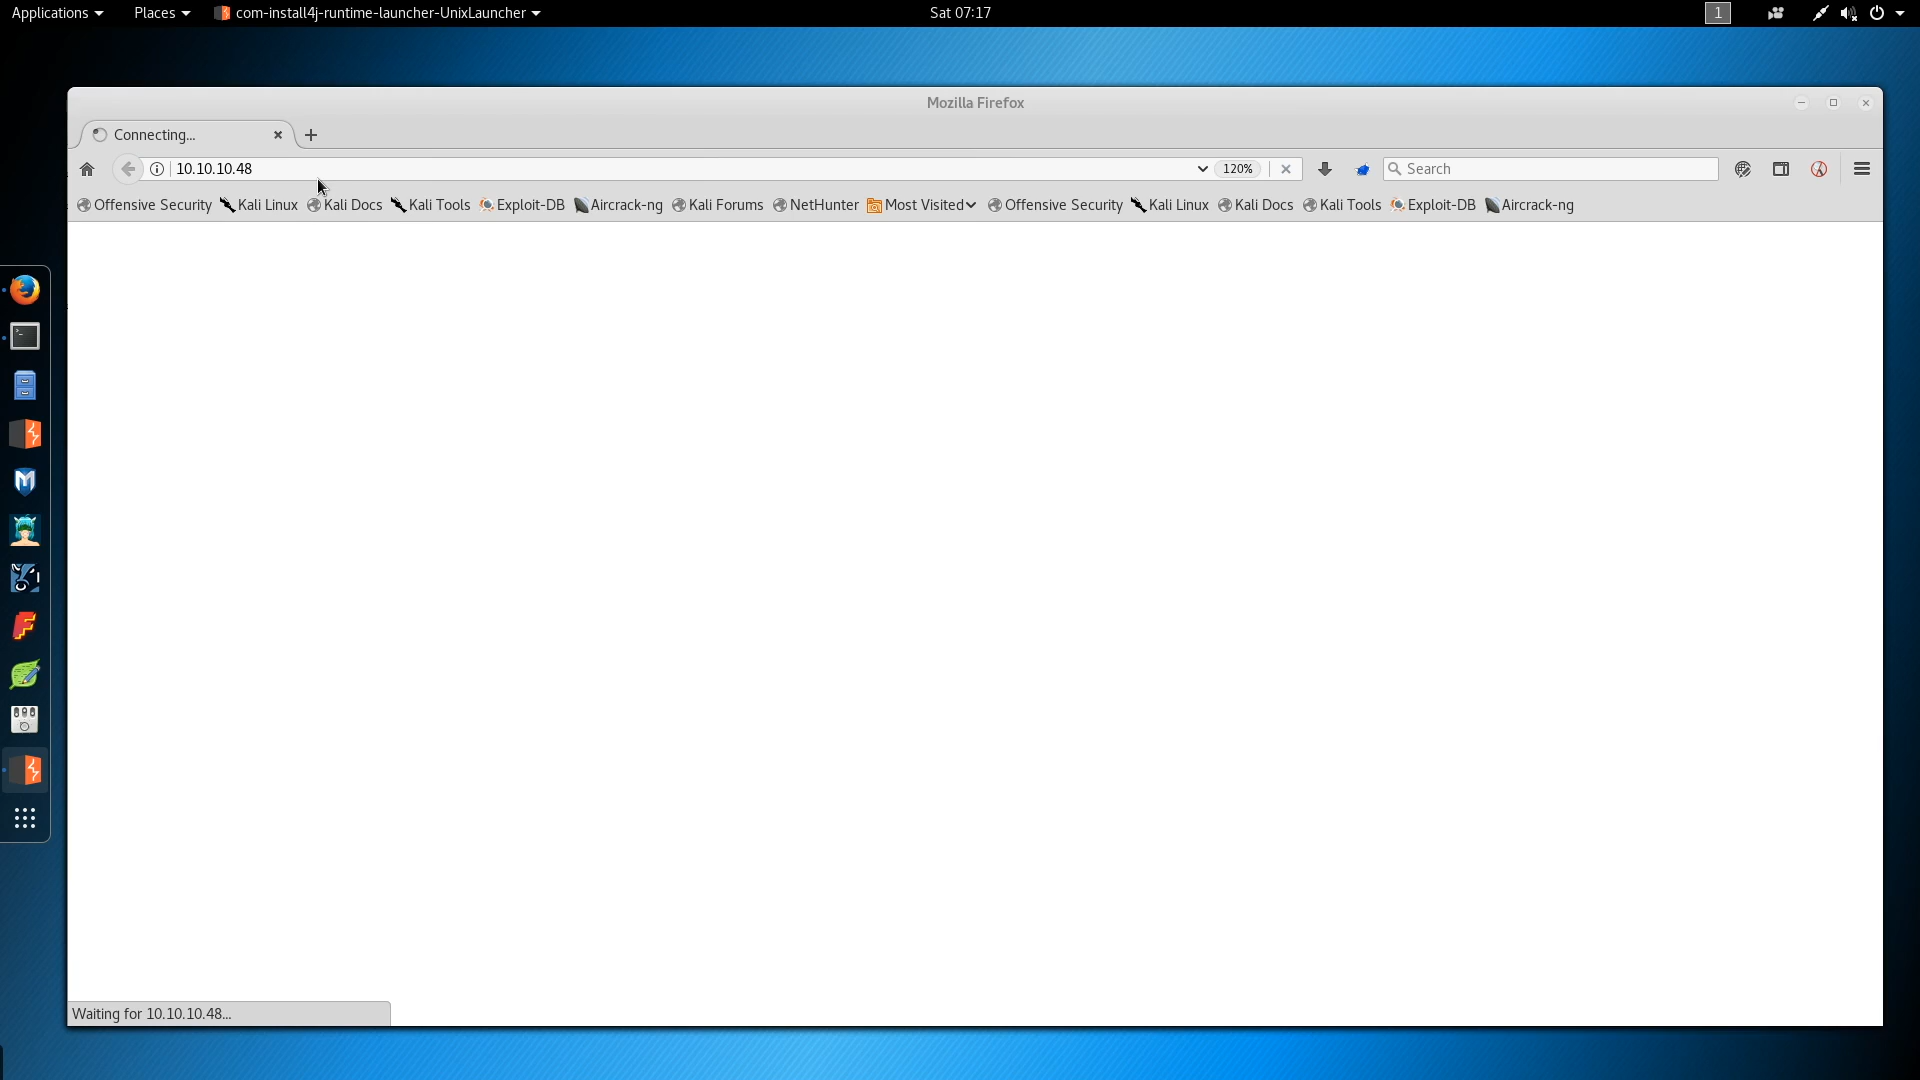 Applications Places com-install4j-runtime-launcher-UnixLauncher Sat 07:17 1
Mozilla Firefox
Connecting...
10.10.10.48 120% Search
Offensive Security Kali Linux Kali Docs Kali Tools Exploit-DB Aircrack-ng Kali Forums NetHunter Most Visited Offensive Security Kali Linux Kali Docs Kali Tools Exploit-DB Aircrack-ng
Waiting for 10.10.10.48...